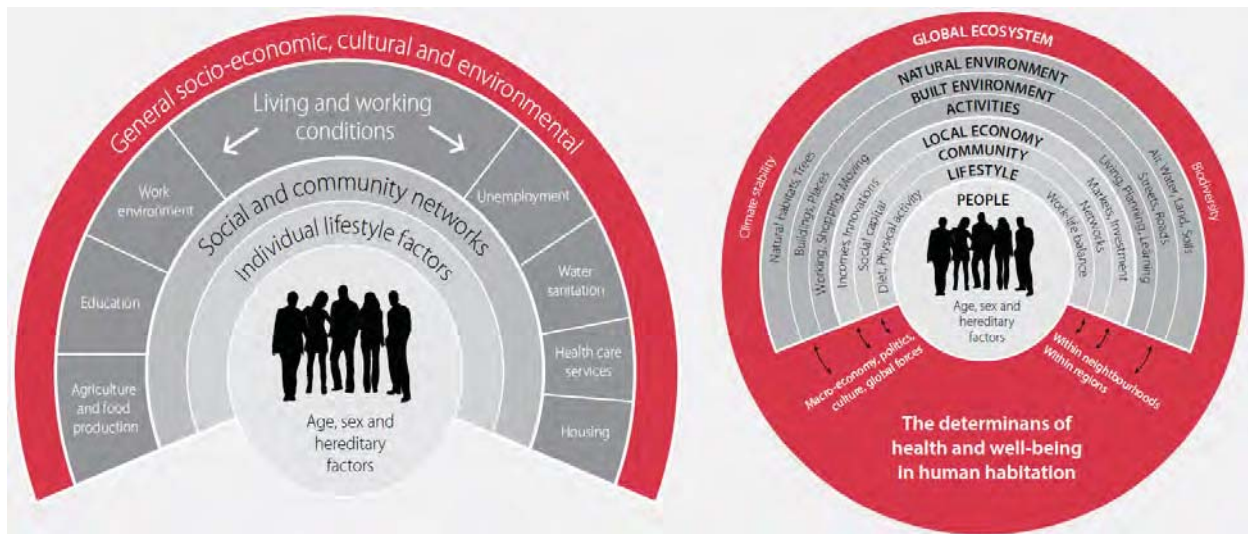 General socio-economic, cultural and environmental
Living and working
conditions
Work
environment
Unemployment
Education
Water
sanitation
Agriculture
and food
production
Health care
services
Housing
Social and community networks
Individual lifestyle factors
Age, sex and
hereditary
factors
GLOBAL ECOSYSTEM
NATURAL ENVIRONMENT
BUILT ENVIRONMENT
ACTIVITIES
LOCAL ECONOMY
COMMUNITY
LIFESTYLE
PEOPLE
Climate stability
Natural habitats, Trees
Buildings, Places
Working, Shopping, Moving
Incomes, Innovations
Social capital
Diet, Physical activity
Work-life balance
Networks
Markets, Investment
Living, Planning, Learning
Streets, Roads
Air, Water, Land, Soils
Biodiversity
Age, sex and
hereditary
factors
Macro-economy, politics,
culture, global forces
Within neighbourhoods
Within regions
The determinans of
health and well-being
in human habitation